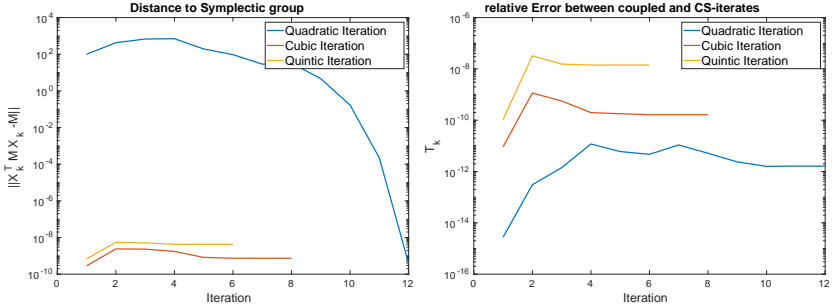 Distance to Symplectic group
10^4
10^2
10^0
10^-2
10^-4
10^-6
10^-8
10^-10
||X_k^T M X_k -M||
0 2 4 6 8 10 12
Iteration
Quadratic Iteration
Cubic Iteration
Quintic Iteration
relative Error between coupled and CS-iterates
10^-6
10^-8
10^-10
10^-12
10^-14
10^-16
T_k
0 2 4 6 8 10 12
Iteration
Quadratic Iteration
Cubic Iteration
Quintic Iteration